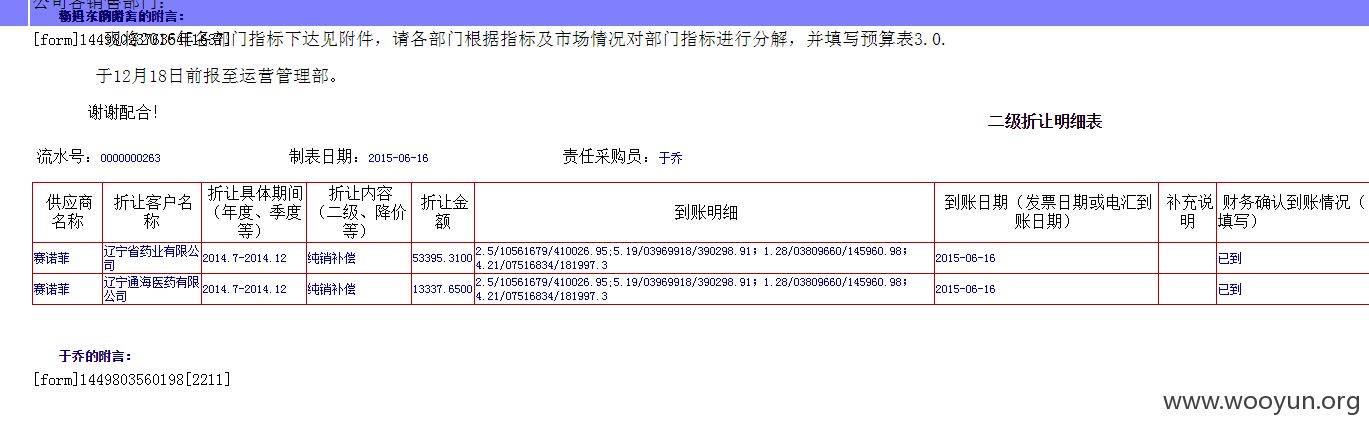 公司各销售部门：
的附言：
[form]144980
年各部门指标下达见附件，请各部门根据指标及市场情况对部门指标进行分解，并填写预算表3.0.
于12月18日前报至运营管理部。
谢谢配合！
二级折让明细表
流水号：0000000263 制表日期：2015-06-16 责任采购员：于乔
供应商名称 折让客户名称 折让具体期间（年度、季度等） 折让内容（二级、降价等） 折让金额 到账明细 到账日期（发票日期或电汇到账日期） 补充说明 财务确认到账情况（填写）
赛诺菲 辽宁省药业有限公司 2014.7-2014.12 纯销补偿 53395.3100 2.5/10561679/410026.95;5.19/03969918/390298.91；1.28/03809660/145960.98；4.21/07516834/181997.3 2015-06-16 已到
赛诺菲 辽宁通海医药有限公司 2014.7-2014.12 纯销补偿 13337.6500 2.5/10561679/410026.95;5.19/03969918/390298.91；1.28/03809660/145960.98；4.21/07516834/181997.3 2015-06-16 已到
于乔的附言：
[form]1449803560198[2211]
www.wooyun.org